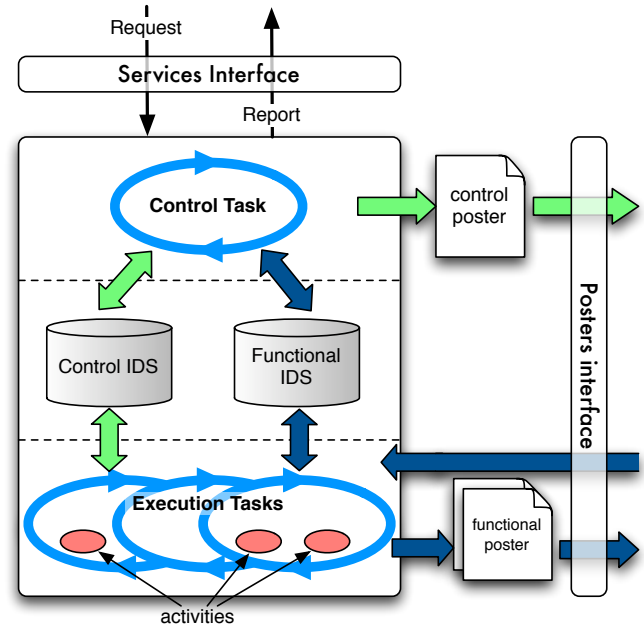 Request
Services Interface
Report
Control Task
control
poster
Control IDS
Functional
IDS
Posters interface
Execution Tasks
functional
poster
activities